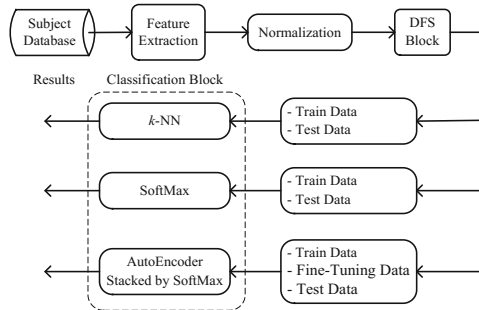 Subject
Database
Feature
Extraction
Normalization
DFS
Block
Results
Classification Block
k-NN
- Train Data
- Test Data
SoftMax
- Train Data
- Test Data
AutoEncoder
Stacked by SoftMax
- Train Data
- Fine-Tuning Data
- Test Data